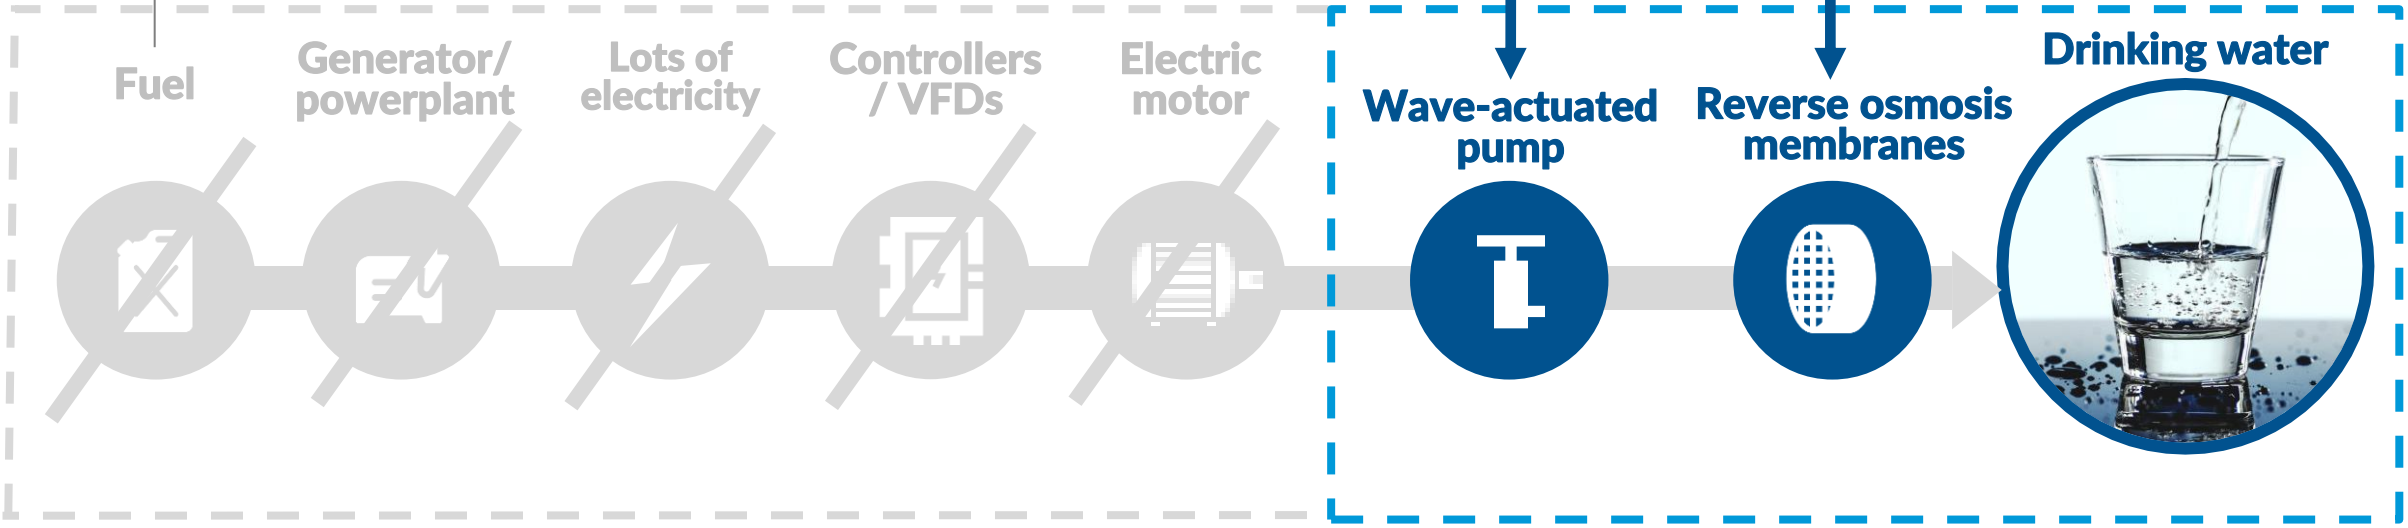 Fuel
Generator/
powerplant
Lots of
electricity
Controllers
/ VFDs
Electric
motor
Wave-actuated
pump
Reverse osmosis
membranes
Drinking water